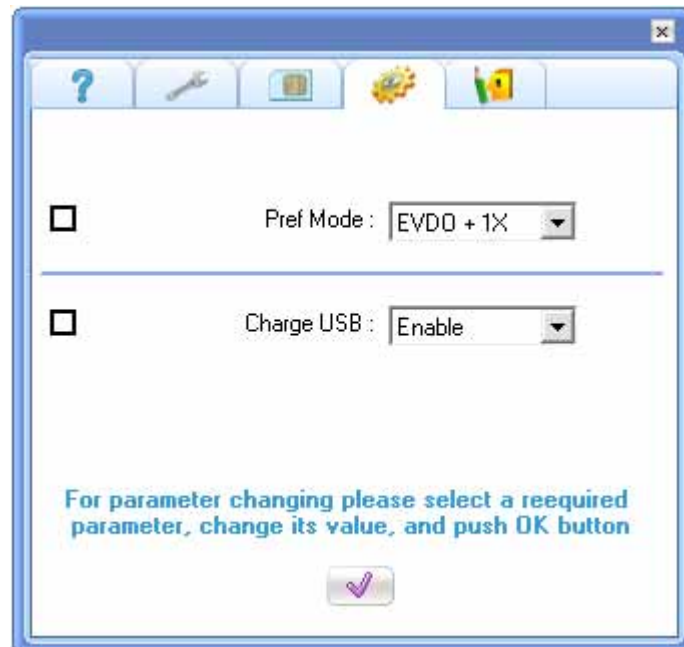 Pref Mode : EVDO + 1X
Charge USB : Enable
For parameter changing please select a reequired
parameter, change its value, and push OK button